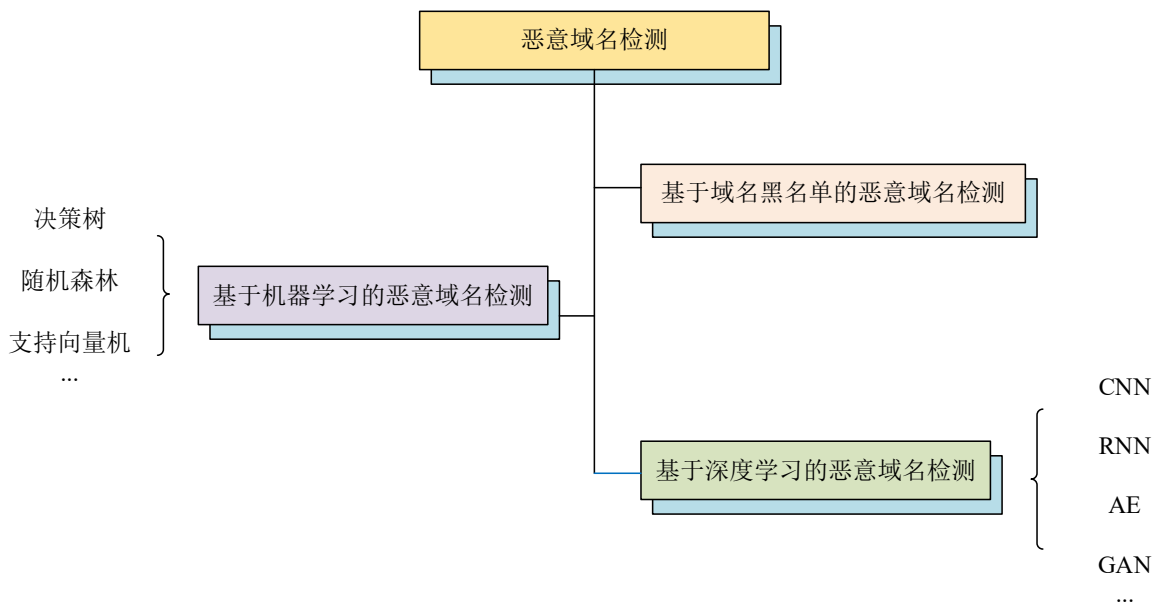 恶意域名检测
基于域名黑名单的恶意域名检测
决策树
随机森林
支持向量机
...
基于机器学习的恶意域名检测
基于深度学习的恶意域名检测
CNN
RNN
AE
GAN
...